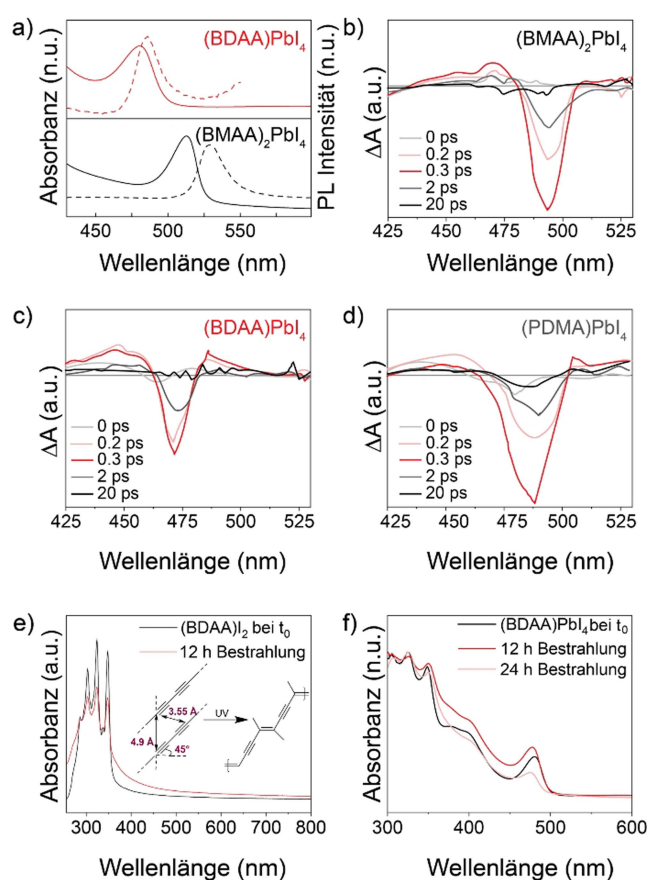 a)
(BDAA)PbI₄
(BMAA)₂PbI₄
Absorbanz (n.u.)
PL Intensität (n.u.)
450 500 550
Wellenlänge (nm)
b)
(BMAA)₂PbI₄
ΔA (a.u.)
0 ps
0.2 ps
0.3 ps
2 ps
20 ps
425 450 475 500 525
Wellenlänge (nm)
c)
(BDAA)PbI₄
ΔA (a.u.)
0 ps
0.2 ps
0.3 ps
2 ps
20 ps
425 450 475 500 525
Wellenlänge (nm)
d)
(PDMA)PbI₄
ΔA (a.u.)
0 ps
0.2 ps
0.3 ps
2 ps
20 ps
425 450 475 500 525
Wellenlänge (nm)
e)
(BDAA)I₂ bei t₀
12 h Bestrahlung
Absorbanz (a.u.)
3.55 Å
4.9 Å
45°
UV
300 400 500 600 700 800
Wellenlänge (nm)
f)
(BDAA)PbI₄ bei t₀
12 h Bestrahlung
24 h Bestrahlung
Absorbanz (n.u.)
300 400 500 600
Wellenlänge (nm)